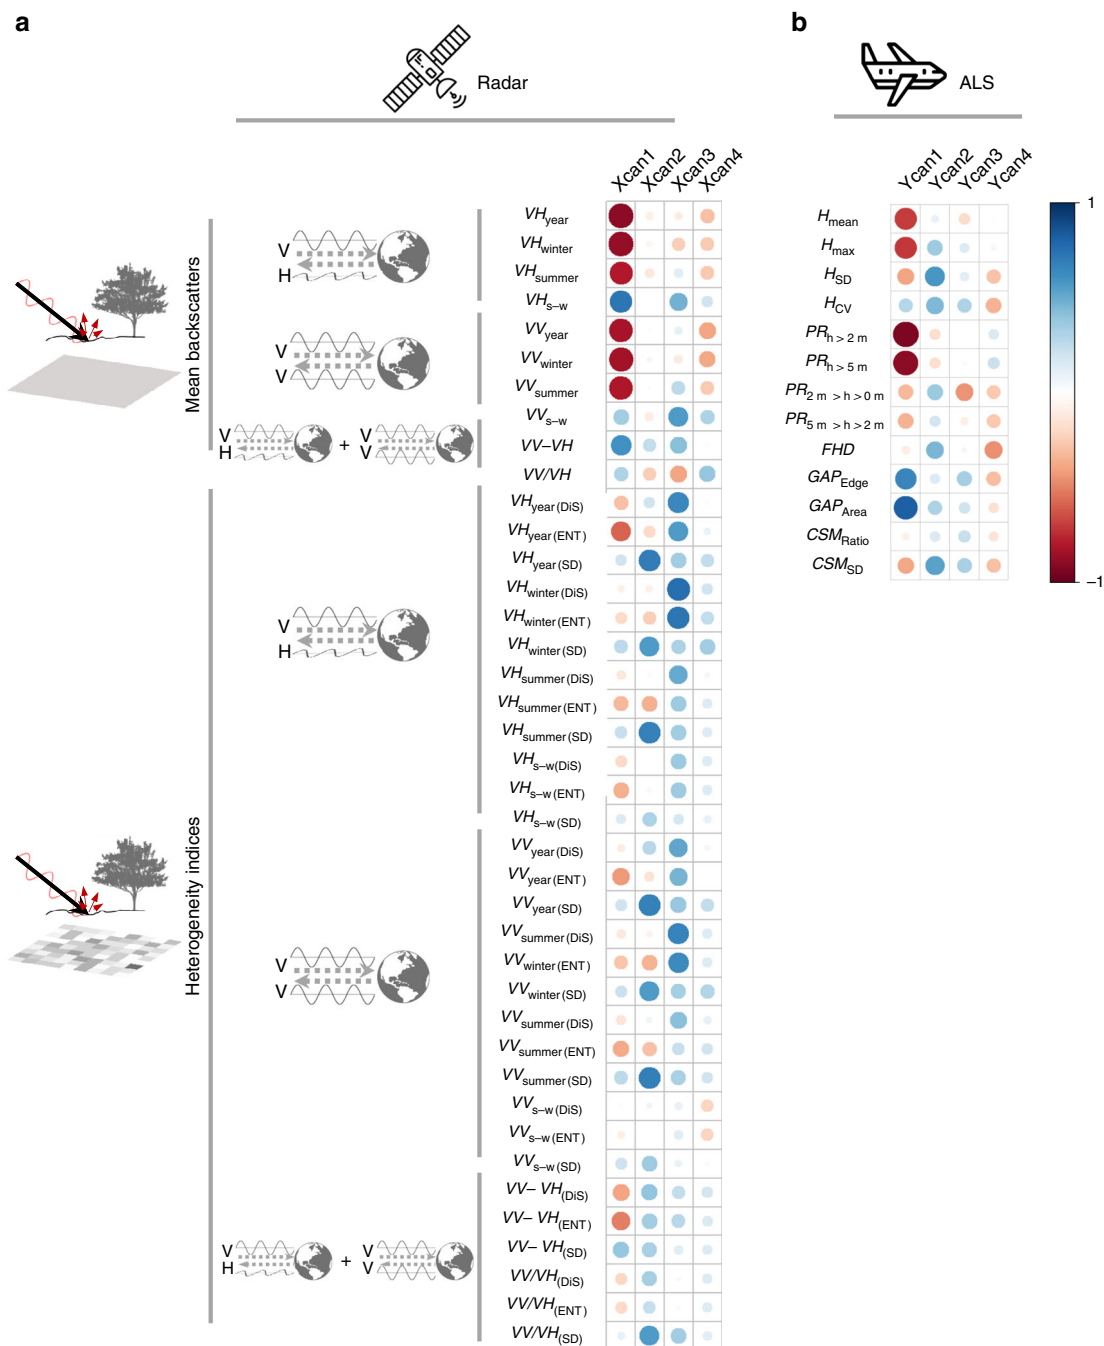 a
b
Radar
ALS
Xcan1 Xcan2 Xcan3 Xcan4
Ycan1 Ycan2 Ycan3 Ycan4
Mean backscatters
V
H
V
V
V
H
+
V
V
VHyear
VHwinter
VHsummer
VHs–w
VVyear
VVwinter
VVsummer
VVs–w
VV–VH
VV/VH
Heterogeneity indices
V
H
V
V
V
H
+
V
V
VHyear (DiS)
VHyear (ENT)
VHyear (SD)
VHwinter (DiS)
VHwinter (ENT)
VHwinter (SD)
VHsummer (DiS)
VHsummer (ENT)
VHsummer (SD)
VHs–w (DiS)
VHs–w (ENT)
VHs–w (SD)
VVyear (DiS)
VVyear (ENT)
VVyear (SD)
VVsummer (DiS)
VVwinter (ENT)
VVwinter (SD)
VVsummer (DiS)
VVsummer (ENT)
VVsummer (SD)
VVs–w (DiS)
VVs–w (ENT)
VVs–w (SD)
VV– VH(DiS)
VV– VH(ENT)
VV– VH(SD)
VV/VH(DiS)
VV/VH(ENT)
VV/VH(SD)
Hmean
Hmax
HSD
HCV
PRh > 2 m
PRh > 5 m
PR2 m > h > 0 m
PR5 m > h > 2 m
FHD
GAPEdge
GAPArea
CSMRatio
CSMSD
1
–1